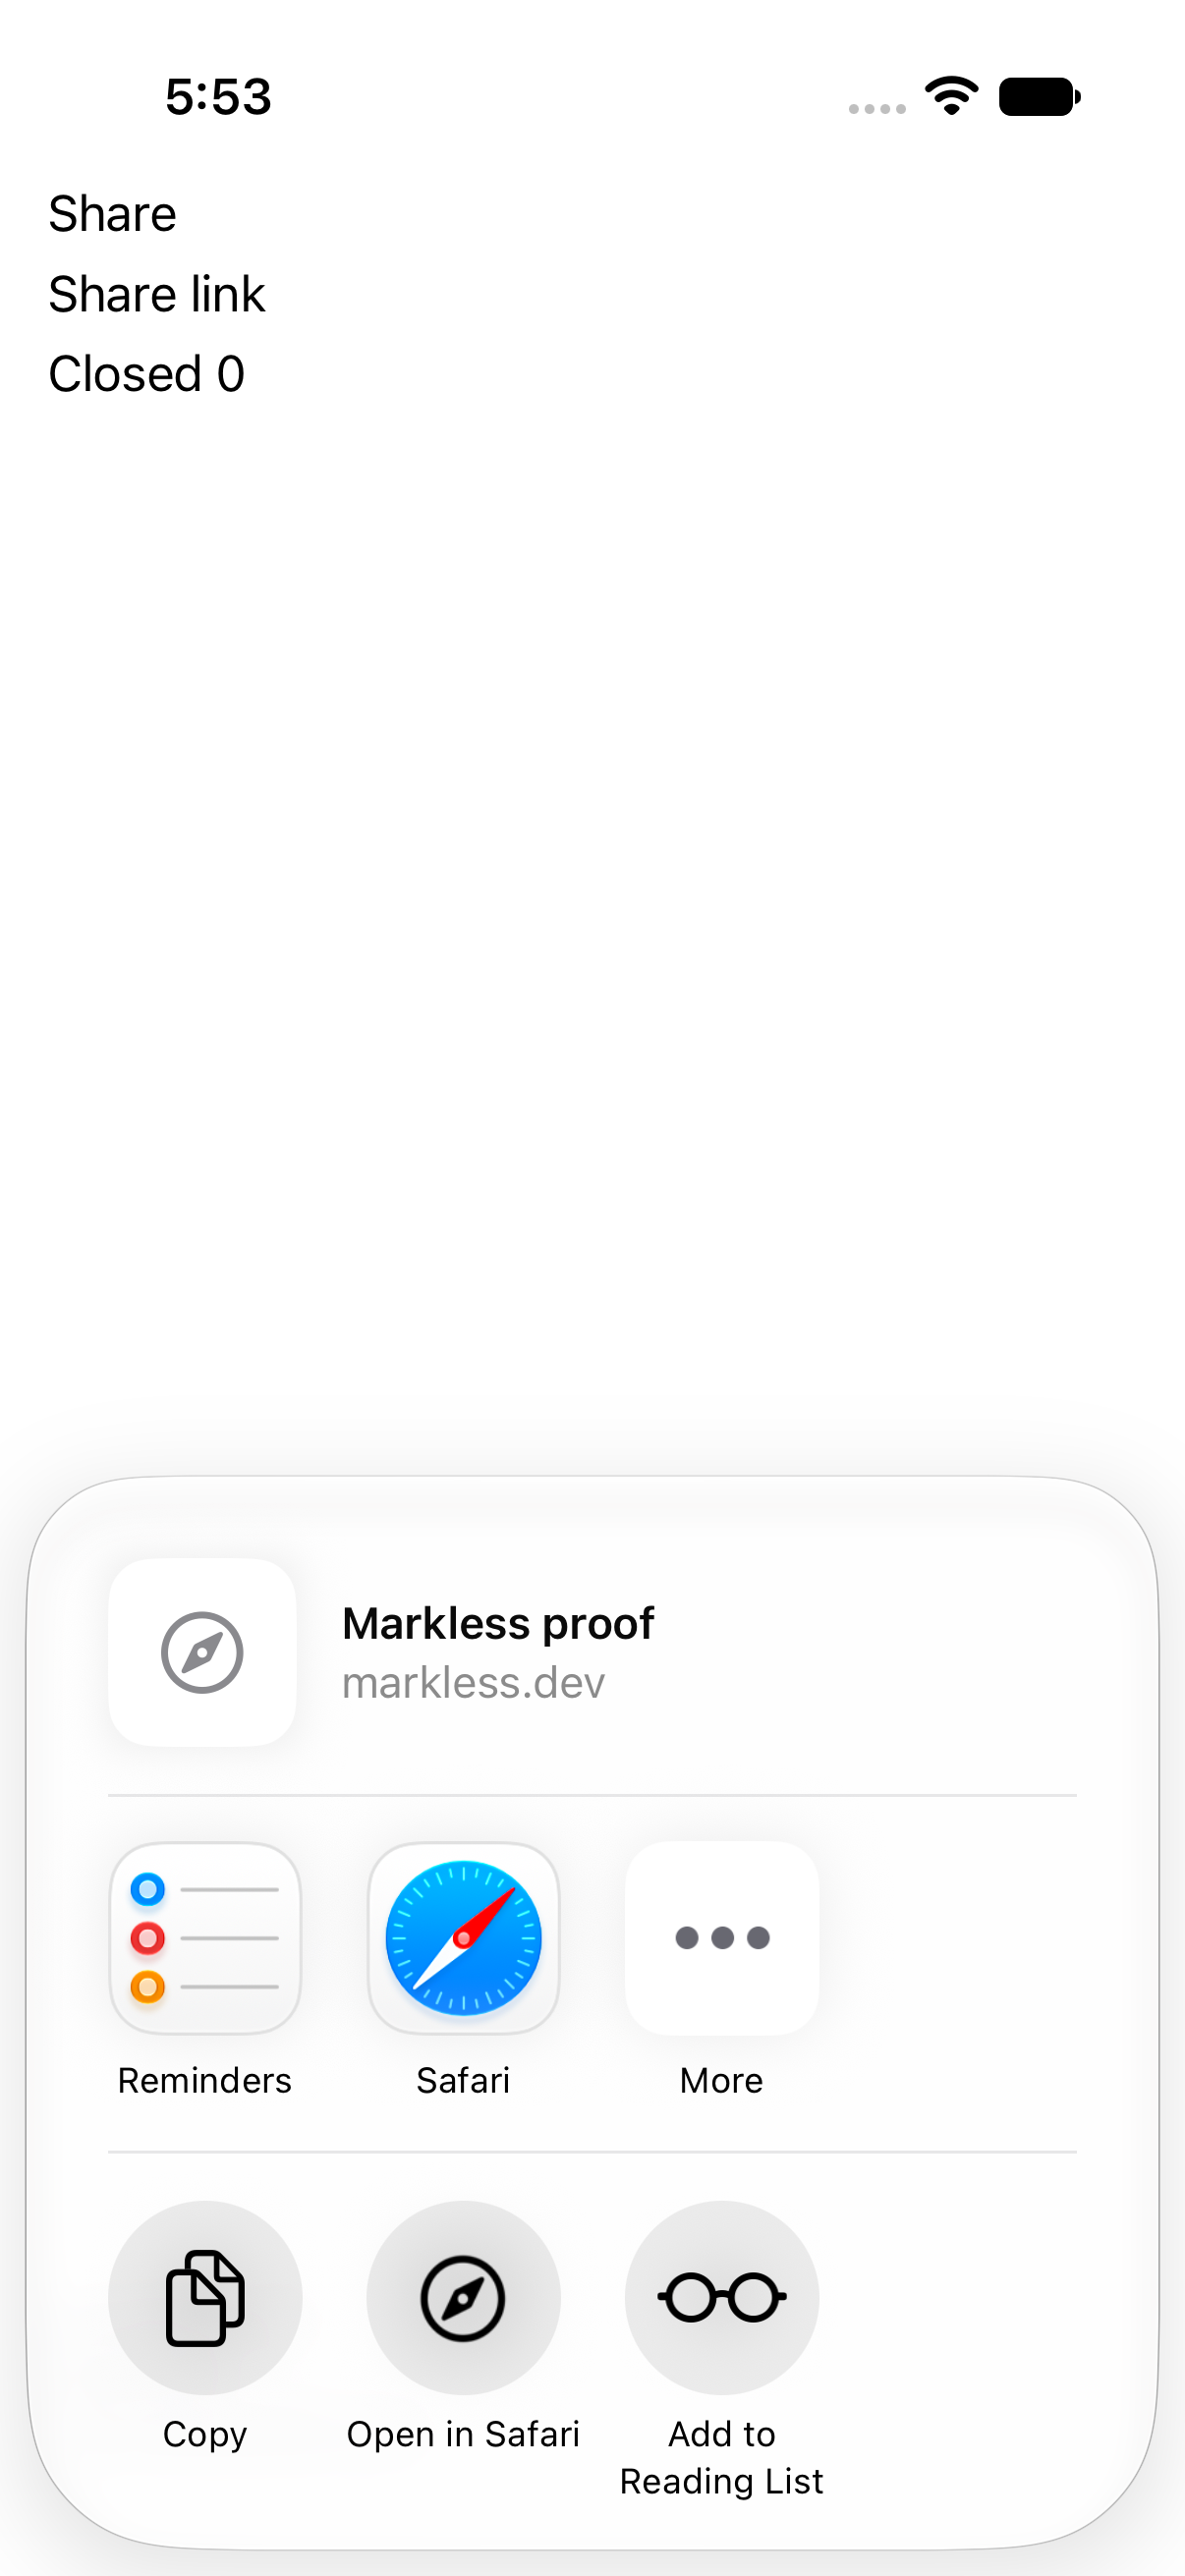 5:53
Share
Share link
Closed 0
Markless proof
markless.dev
Reminders
Safari
More
Copy
Open in Safari
Add to
Reading List